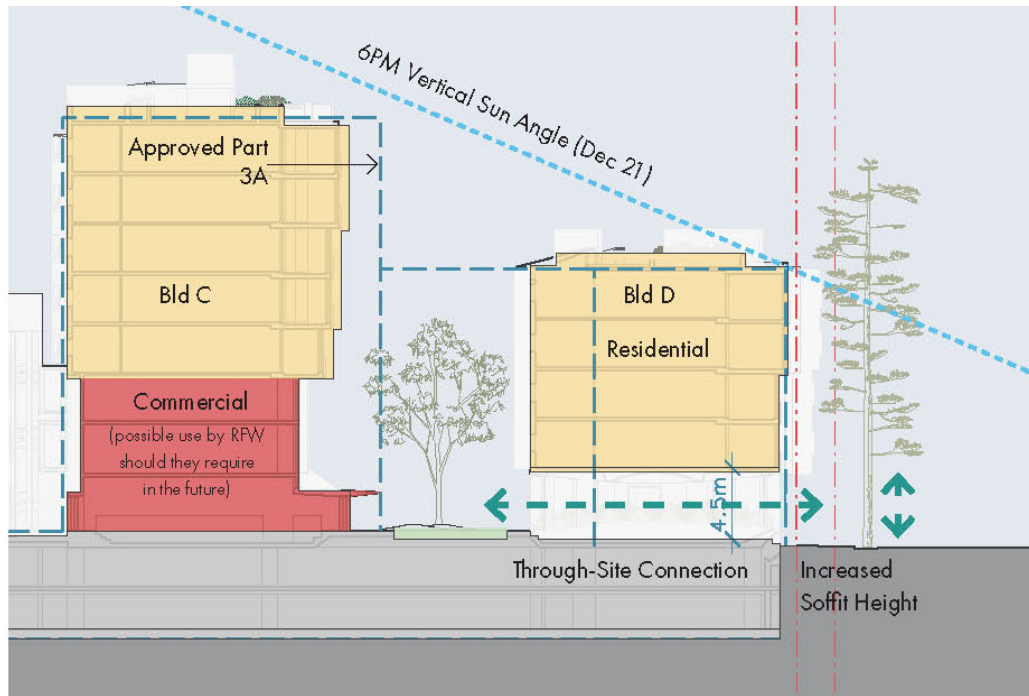 6PM Vertical Sun Angle (Dec 21)
Approved Part
3A
Bld C
Bld D
Residential
Commercial
(possible use by RFW
should they require
in the future)
4.5m
Through-Site Connection
Increased
Soffit Height